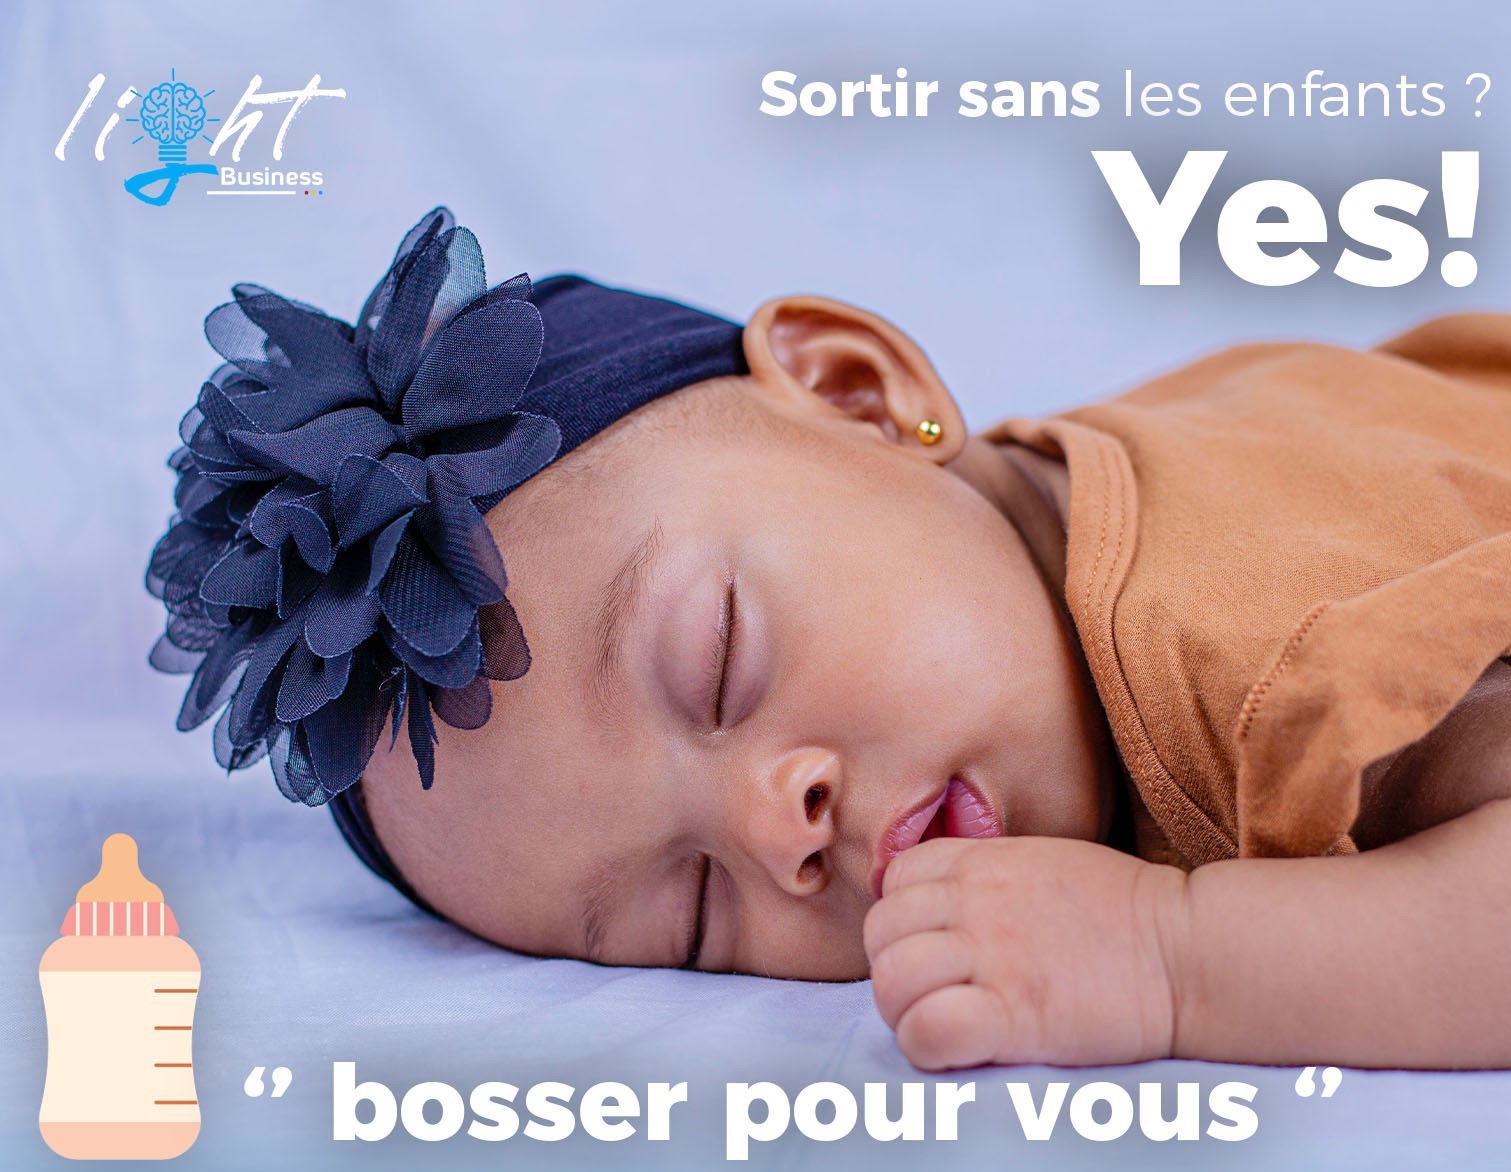 light
Business
Sortir sans les enfants ?
Yes!
‘’ bosser pour vous ‘’